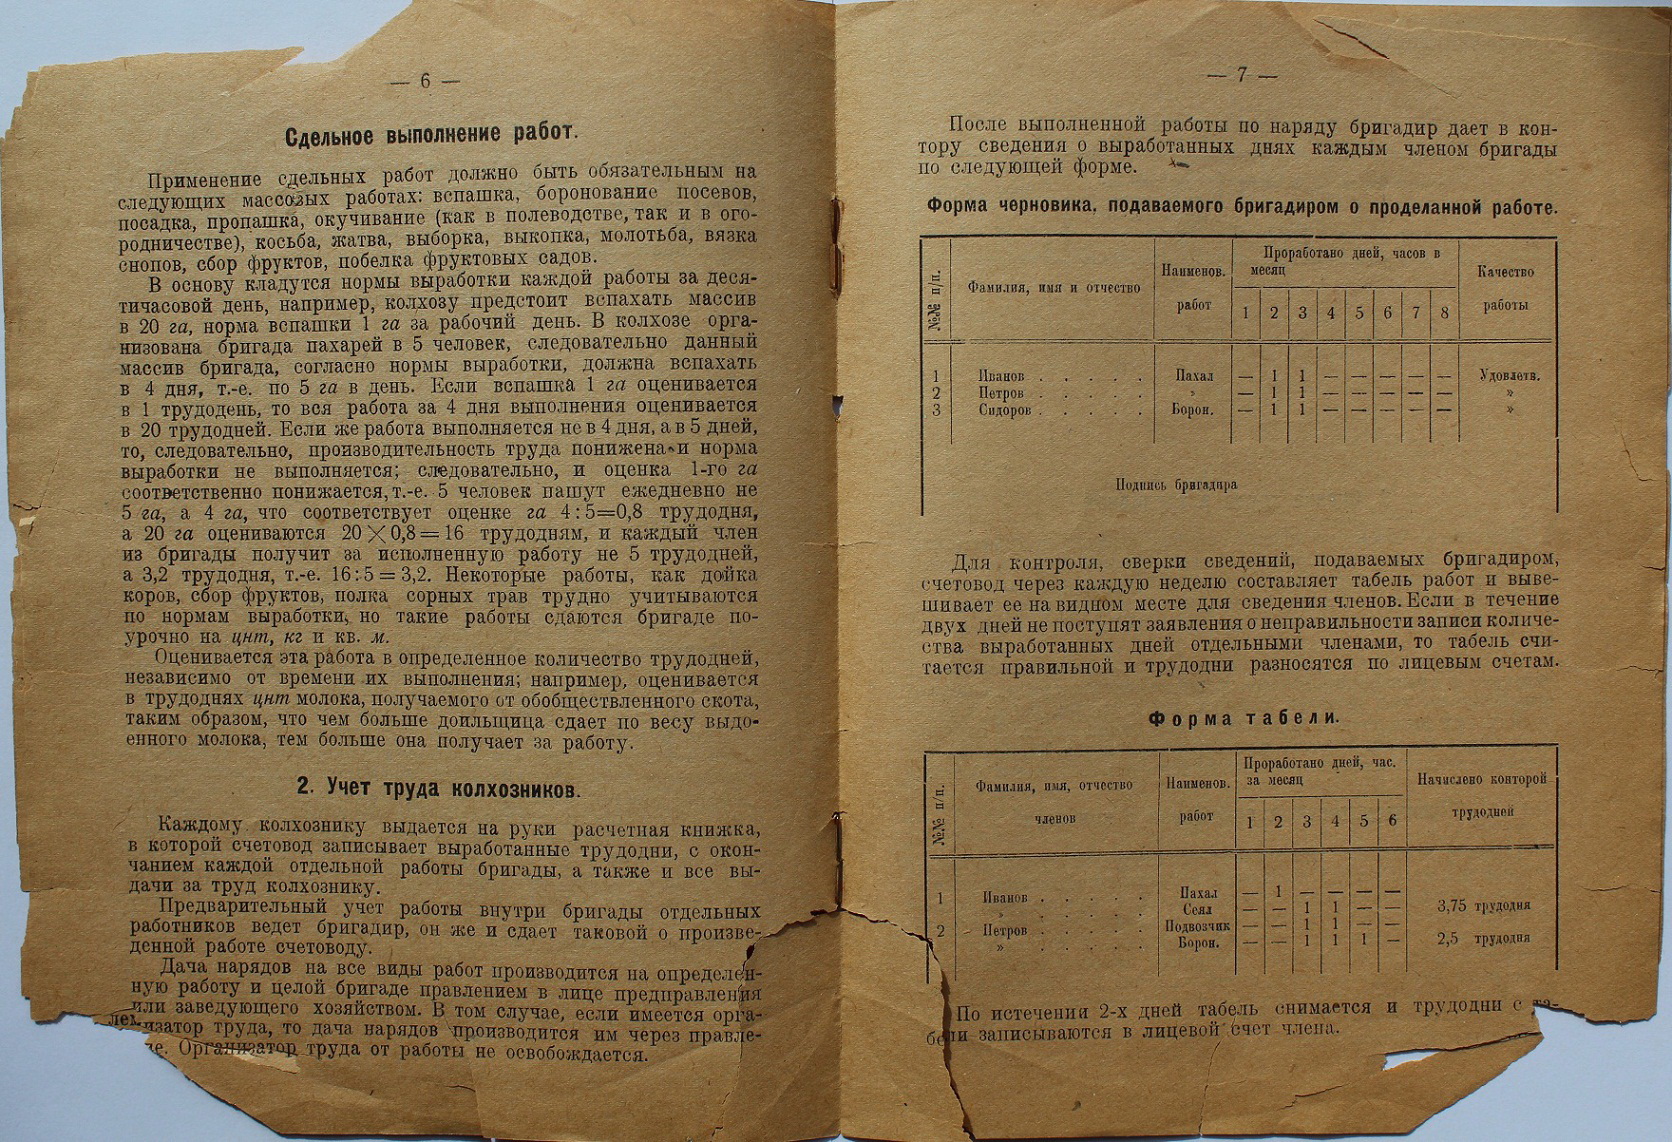 — 6 —
Сдельное выполнение работ.
Применение сдельных работ должно быть обязательным на
следующих массовых работах: вспашка, боронование посевов,
посадка, пропашка, окучивание (как в полеводстве, так и в ого-
родничестве), косьба, жатва, выборка, выкопка, молотьба, вязка
снопов, сбор фруктов, побелка фруктовых садов.
В основу кладутся нормы выработки каждой работы за деся-
тичасовой день, например, колхозу предстоит вспахать массив
в 20 га, норма вспашки 1 га за рабочий день. В колхозе орга-
низована бригада пахарей в 5 человек, следовательно данный
массив бригада, согласно нормы выработки, должна вспахать
в 4 дня, т.-е. по 5 га в день. Если вспашка 1 га оценивается
в 1 трудодень, то вся работа за 4 дня выполнения оценивается
в 20 трудодней. Если же работа выполняется не в 4 дня, а в 5 дней,
то, следовательно, производительность труда понижена и норма
выработки не выполняется; следовательно, и оценка 1-го га
соответственно понижается, т.-е. 5 человек пашут ежедневно не
5 га, а 4 га, что соответствует оценке га 4 : 5=0,8 трудодня,
а 20 га оцениваются 20 × 0,8 = 16 трудодням, и каждый член
из бригады получит за исполненную работу не 5 трудодней,
а 3,2 трудодня, т.-е. 16 : 5 = 3,2. Некоторые работы, как дойка
коров, сбор фруктов, полка сорных трав трудно учитываются
по нормам выработки, но такие работы сдаются бригаде по-
урочно на цнт, кг и кв. м.
Оценивается эта работа в определенное количество трудодней,
независимо от времени их выполнения; например, оценивается
в трудоднях цнт молока, получаемого от обобществленного скота,
таким образом, что чем больше доильщица сдает по весу выдо-
енного молока, тем больше она получает за работу.
2. Учет труда колхозников.
Каждому колхознику выдается на руки расчетная книжка,
в которой счетовод записывает выработанные трудодни, с окон-
чанием каждой отдельной работы бригады, а также и все вы-
дачи за труд колхознику.
Предварительный учет работы внутри бригады отдельных
работников ведет бригадир, он же и сдает таковой о произве-
денной работе счетоводу.
Дача нарядов на все виды работ производится на определен-
ную работу и целой бригаде правлением в лице предправления
или заведующего хозяйством. В том случае, если имеется орга-
низатор труда, то дача нарядов производится им через правле-
Организатор труда от работы не освобождается.
— 7 —
После выполненной работы по наряду бригадир дает в кон-
тору сведения о выработанных днях каждым членом бригады
по следующей форме.
Форма черновика, подаваемого бригадиром о проделанной работе.
№№ п/п. Фамилия, имя и отчество Наименов. работ Проработано дней, часов в месяц Качество работы
1 2 3 4 5 6 7 8
1 Иванов . . . . . Пахал — 1 1 — — — — — Удовлетв.
2 Петров . . . . . » — 1 1 — — — — — »
3 Сидоров . . . . . Борон. — 1 1 — — — — — »
Подпись бригадира
Для контроля, сверки сведений, подаваемых бригадиром,
счетовод через каждую неделю составляет табель работ и выве-
шивает ее на видном месте для сведения членов. Если в течение
двух дней не поступят заявления о неправильности записи количе-
ства выработанных дней отдельными членами, то табель счи-
тается правильной и трудодни разносятся по лицевым счетам.
Форма табели.
№№ п/п. Фамилия, имя, отчество членов Наименов. работ Проработано дней, час. за месяц Начислено конторой трудодней
1 2 3 4 5 6
1 Иванов . . . . . Пахал — 1 — — — —
» . . . . . Сеял — — 1 1 — — 3,75 трудодня
2 Петров . . . . . Подвозчик — — 1 1 — —
» . . . . . Борон. — — 1 1 1 — 2,5 трудодня
По истечении 2-х дней табель снимается и трудодни с та-
бели записываются в лицевой счет члена.